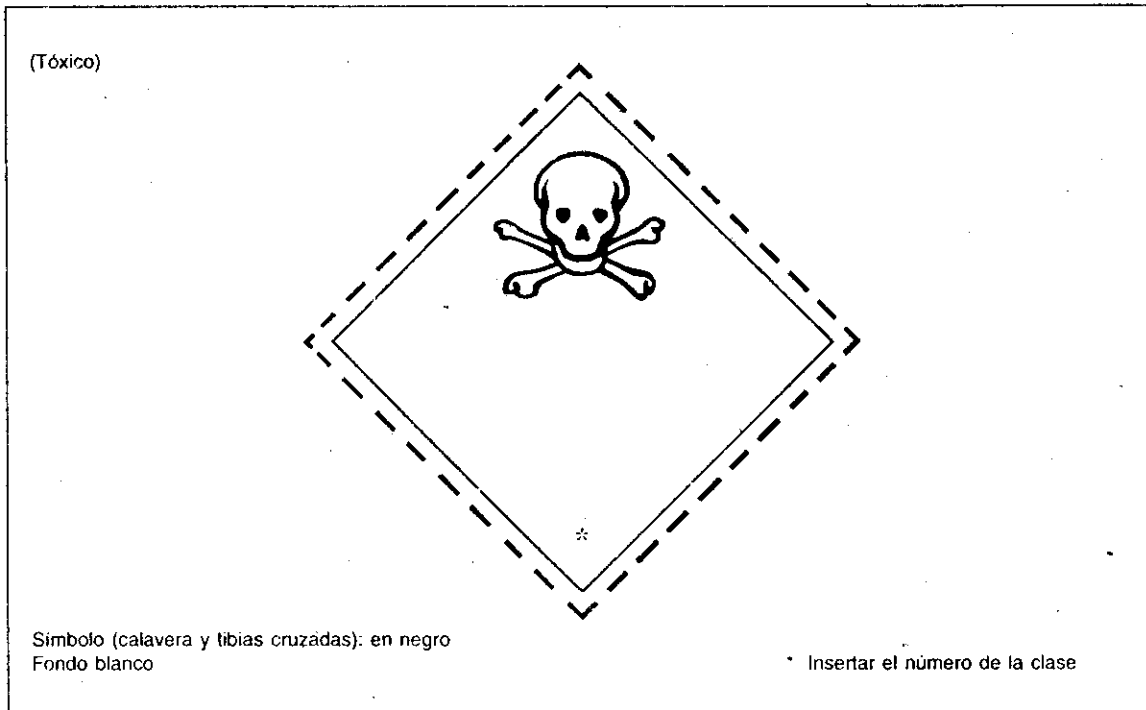 (Tóxico)
*
Símbolo (calavera y tibias cruzadas): en negro
Fondo blanco
* Insertar el número de la clase